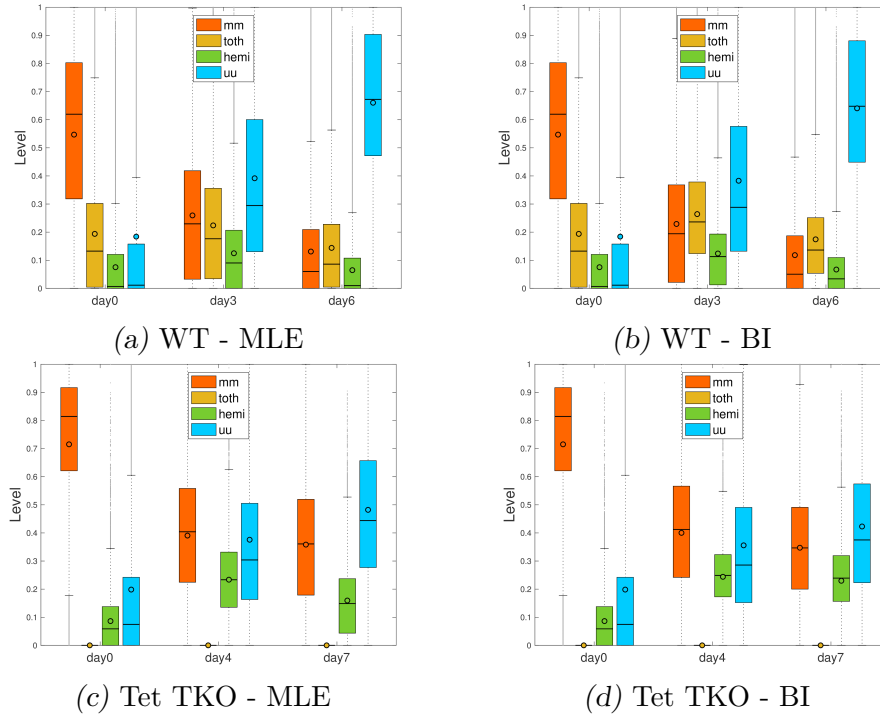 1
0.9
0.8
0.7
0.6
0.5
0.4
0.3
0.2
0.1
0
Level
mm
toth
hemi
uu
day0 day3 day6
(a) WT - MLE
1
0.9
0.8
0.7
0.6
0.5
0.4
0.3
0.2
0.1
0
Level
mm
toth
hemi
uu
day0 day3 day6
(b) WT - BI
1
0.9
0.8
0.7
0.6
0.5
0.4
0.3
0.2
0.1
0
Level
mm
toth
hemi
uu
day0 day4 day7
(c) Tet TKO - MLE
1
0.9
0.8
0.7
0.6
0.5
0.4
0.3
0.2
0.1
0
Level
mm
toth
hemi
uu
day0 day4 day7
(d) Tet TKO - BI